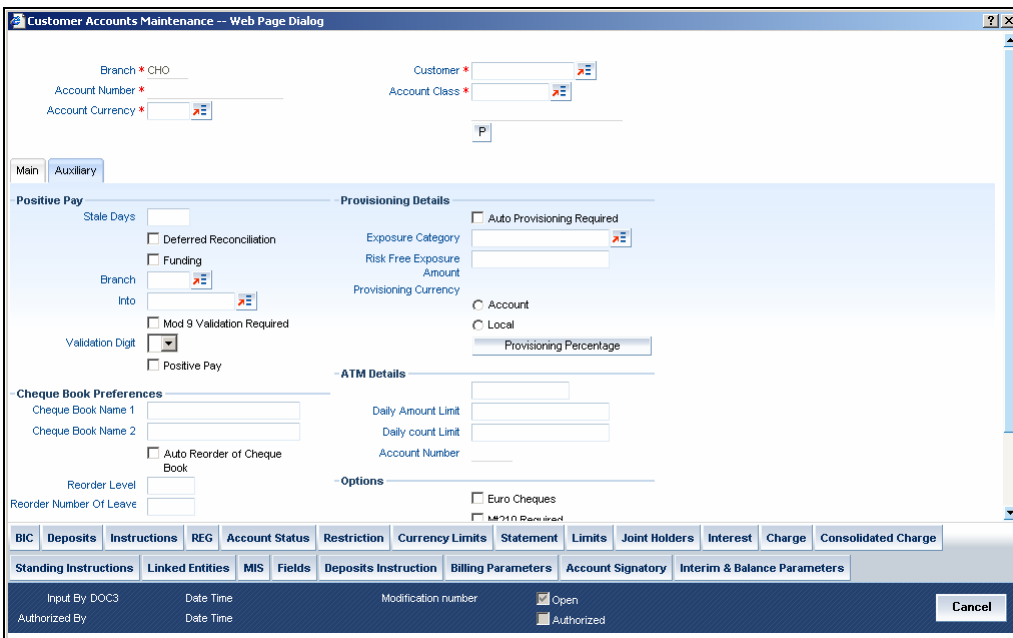 Customer Accounts Maintenance -- Web Page Dialog
? X
Branch * CHO
Customer *
Account Number *
Account Class *
Account Currency *
P
Main Auxiliary
Positive Pay
Stale Days
Deferred Reconciliation
Funding
Branch
Into
Mod 9 Validation Required
Validation Digit
Positive Pay
Cheque Book Preferences
Cheque Book Name 1
Cheque Book Name 2
Auto Reorder of Cheque
Book
Reorder Level
Reorder Number Of Leave
Provisioning Details
Auto Provisioning Required
Exposure Category
Risk Free Exposure
Amount
Provisioning Currency
Account
Local
Provisioning Percentage
ATM Details
Daily Amount Limit
Daily count Limit
Account Number
Options
Euro Cheques
Mt210 Required
BIC Deposits Instructions REG Account Status Restriction Currency Limits Statement Limits Joint Holders Interest Charge Consolidated Charge
Standing Instructions Linked Entities MIS Fields Deposits Instruction Billing Parameters Account Signatory Interim & Balance Parameters
Input By DOC3 Date Time Modification number Open
Authorized By Date Time Authorized
Cancel